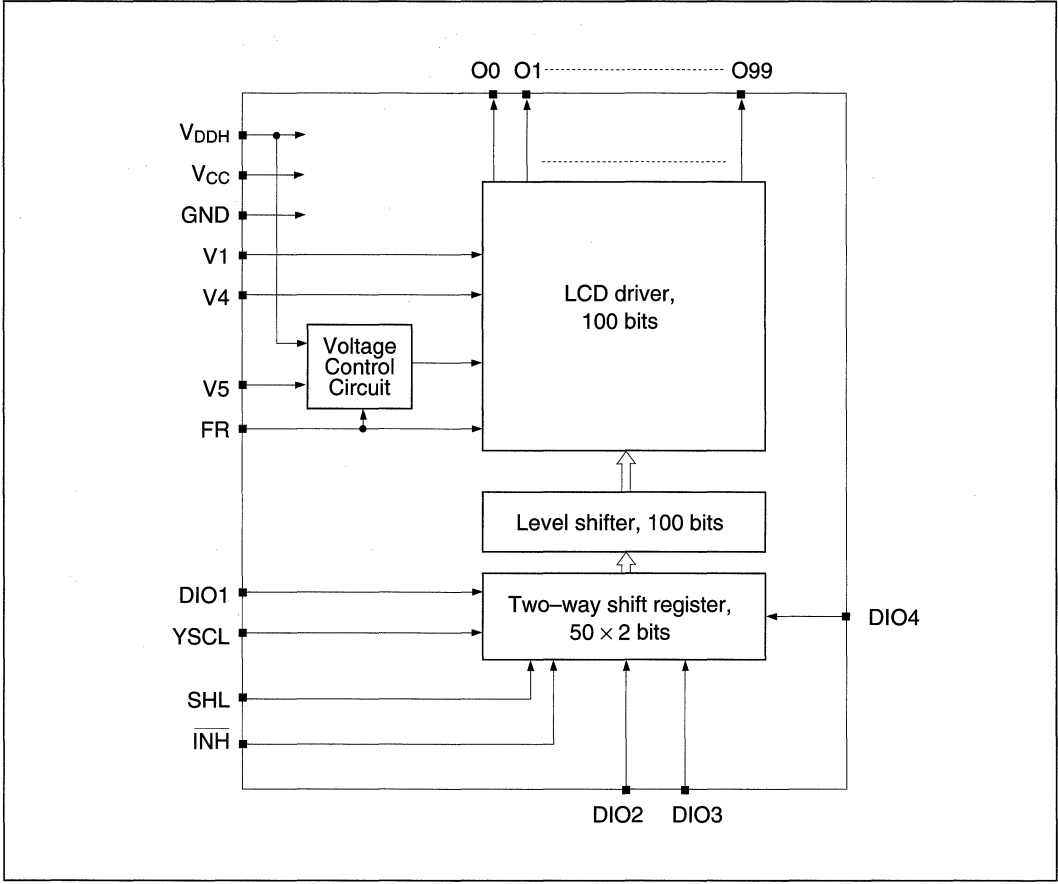 O0 O1 O99
VDDH
VCC
GND
V1
V4
LCD driver,
100 bits
Voltage
Control
Circuit
V5
FR
Level shifter, 100 bits
DIO1
Two–way shift register,
50 × 2 bits
DIO4
YSCL
SHL
I̅N̅H̅
DIO2 DIO3